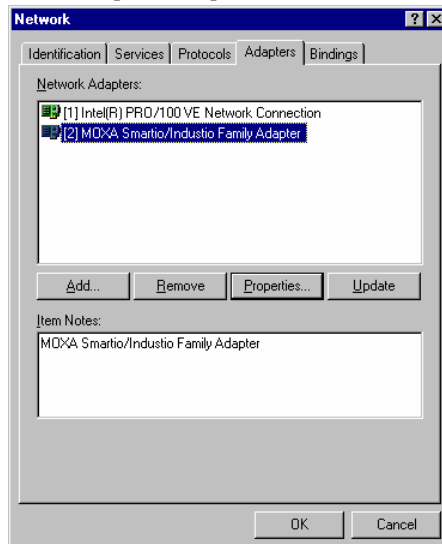 Network
Identification Services Protocols Adapters Bindings
Network Adapters:
[1] Intel(R) PRO/100 VE Network Connection
[2] MOXA Smartio/Industio Family Adapter
Add... Remove Properties... Update
Item Notes:
MOXA Smartio/Industio Family Adapter
OK Cancel